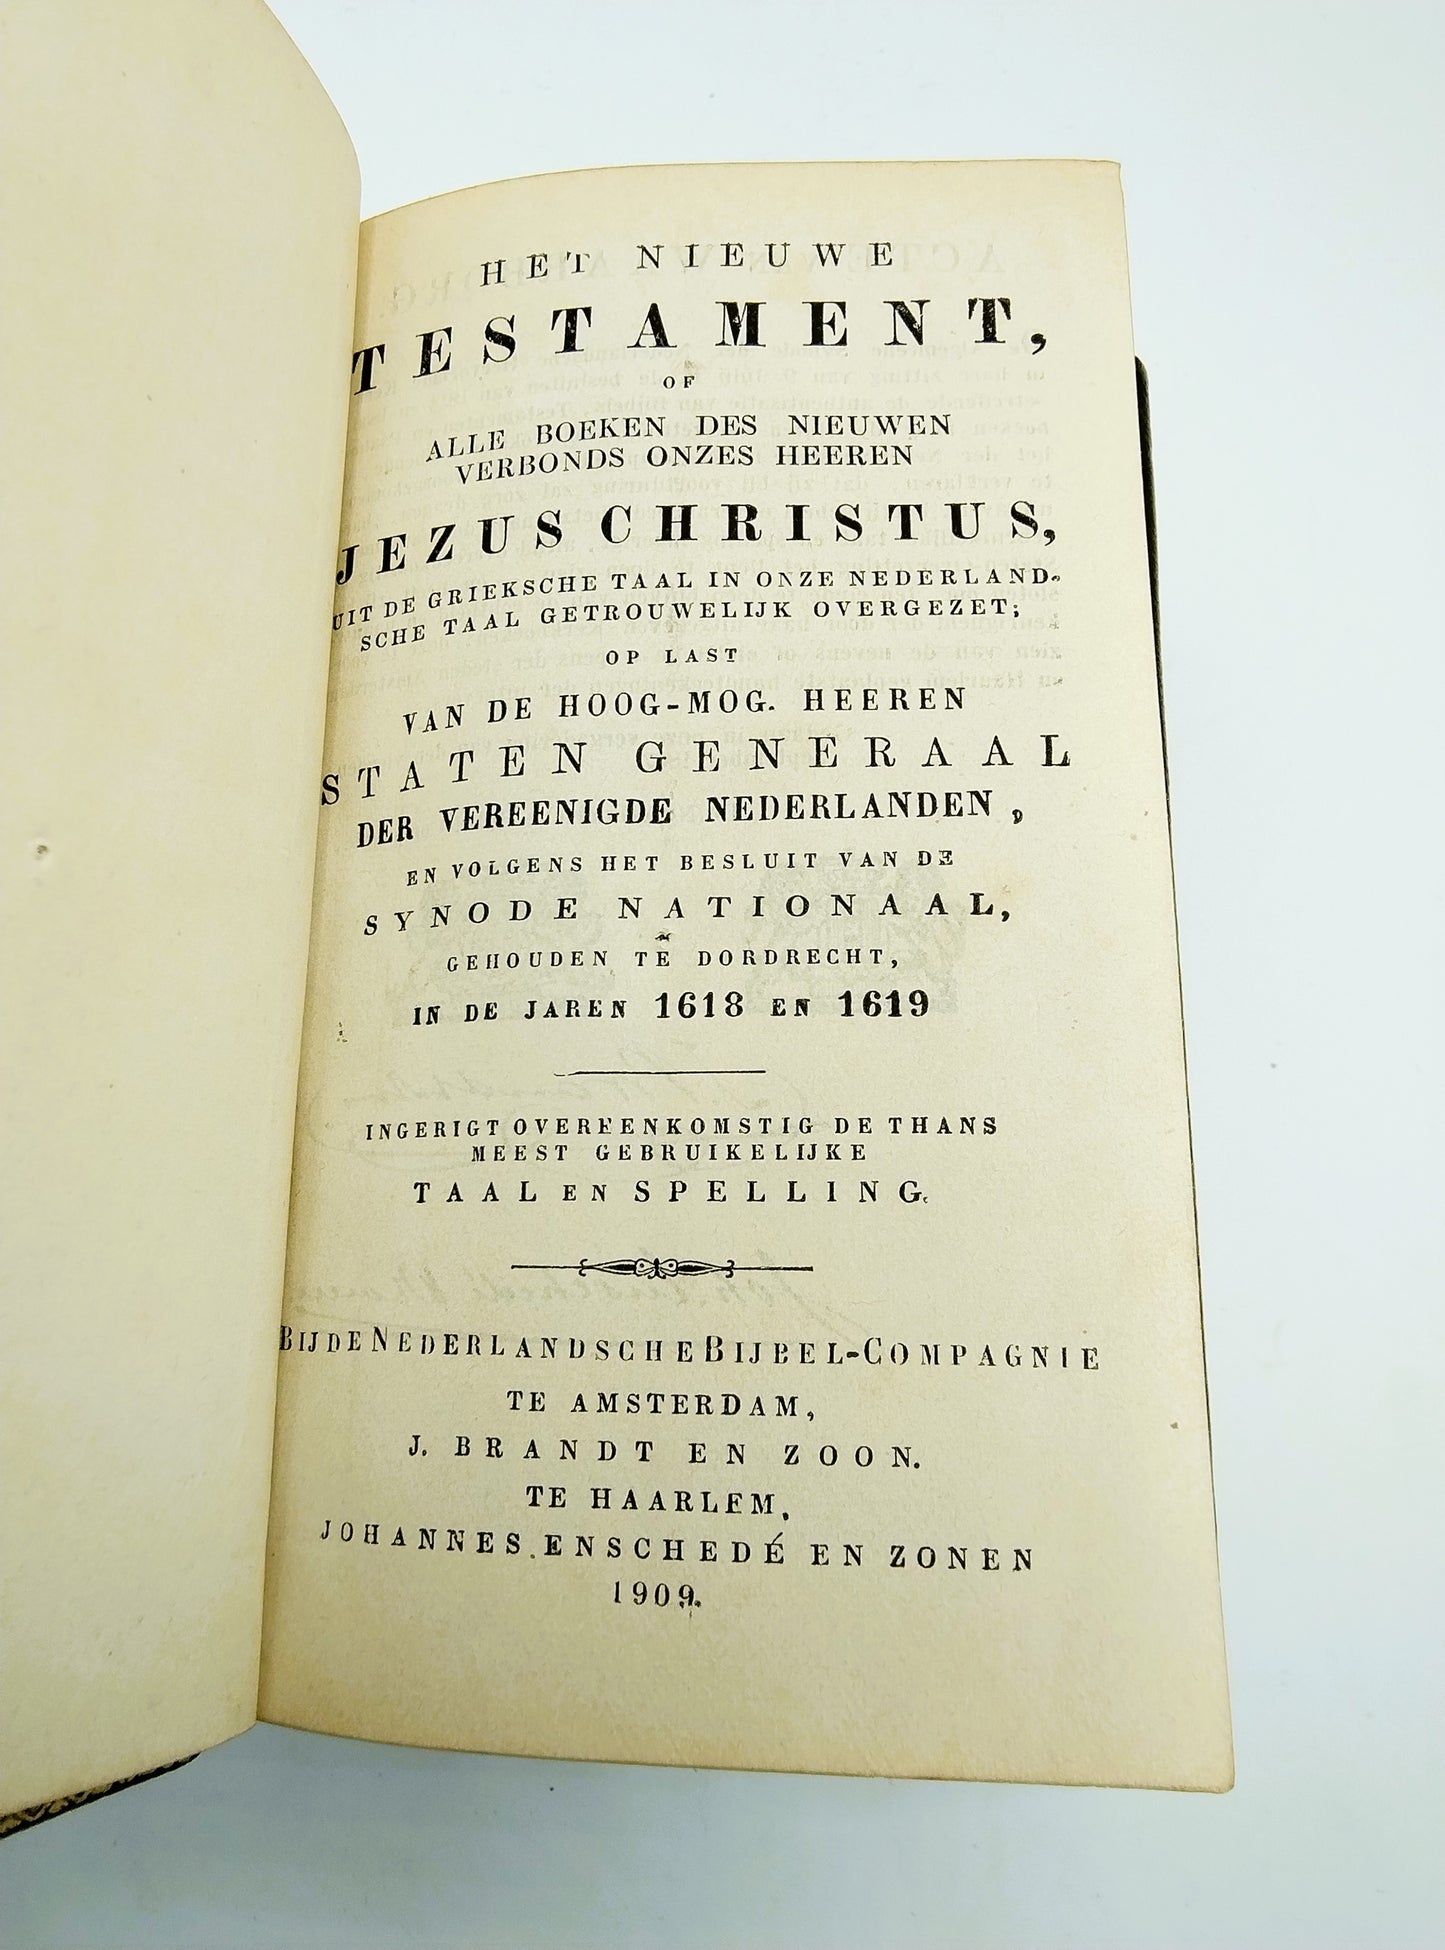 HET NIEUWE
TESTAMENT,
OF
ALLE BOEKEN DES NIEUWEN
VERBONDS ONZES HEEREN
JEZUS CHRISTUS,
UIT DE GRIEKSCHE TAAL IN ONZE NEDERLAND-
SCHE TAAL GETROUWELIJK OVERGEZET;
OP LAST
VAN DE HOOG-MOG. HEEREN
STATEN GENERAAL
DER VEREENIGDE NEDERLANDEN,
EN VOLGENS HET BESLUIT VAN DE
SYNODE NATIONAAL,
GEHOUDEN TE DORDRECHT,
IN DE JAREN 1618 EN 1619
INGERIGT OVEREENKOMSTIG DE THANS
MEEST GEBRUIKELIJKE
TAAL EN SPELLING.
BIJ DE NEDERLANDSCHE BIJBEL-COMPAGNIE
TE AMSTERDAM,
J. BRANDT EN ZOON.
TE HAARLEM,
JOHANNES ENSCHEDÉ EN ZONEN
1909.